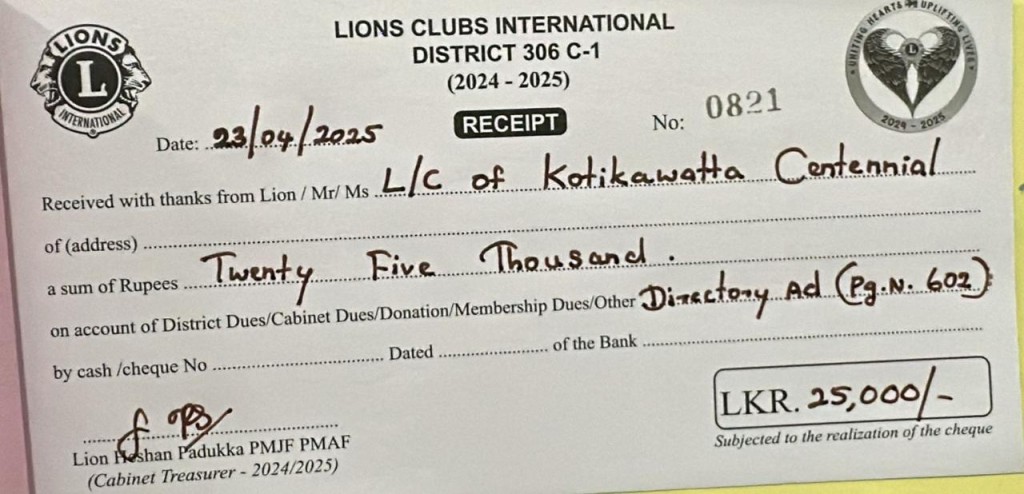 LIONS CLUBS INTERNATIONAL
DISTRICT 306 C-1
(2024 - 2025)
LIONS
L
INTERNATIONAL
UNITING HEARTS UPLIFTING LIVES
L
2024 - 2025
RECEIPT
No: 0821
Date: 23/04/2025
Received with thanks from Lion / Mr/ Ms L/C of Kotikawatta Centennial
of (address)
a sum of Rupees Twenty Five Thousand.
on account of District Dues/Cabinet Dues/Donation/Membership Dues/Other Directory Ad (Pg.N. 602)
by cash /cheque No Dated of the Bank
LKR. 25,000/-
Subjected to the realization of the cheque
Lion Heshan Padukka PMJF PMAF
(Cabinet Treasurer - 2024/2025)